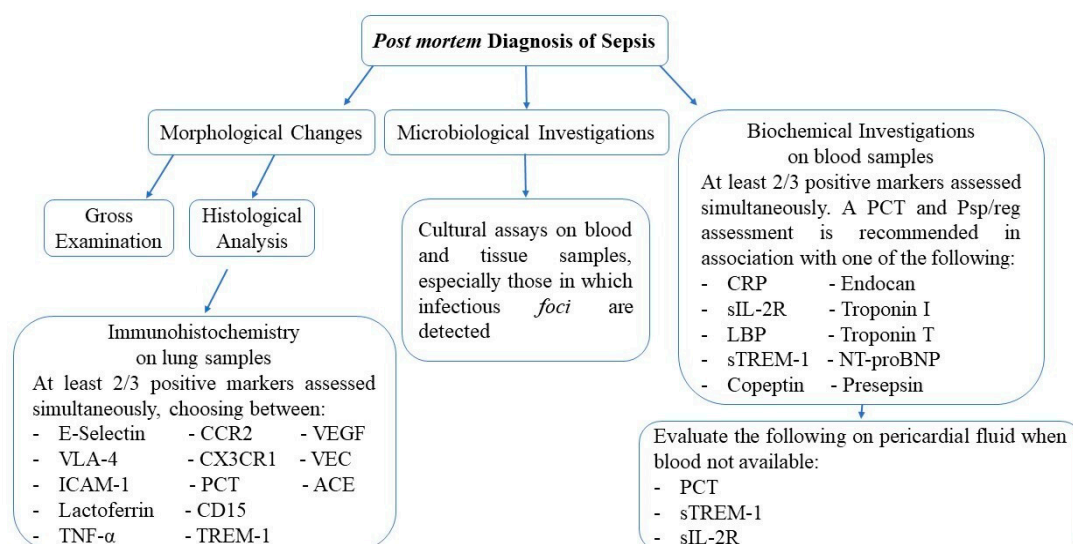 Post mortem Diagnosis of Sepsis
Morphological Changes
Microbiological Investigations
Biochemical Investigations
on blood samples
At least 2/3 positive markers assessed
simultaneously. A PCT and Psp/reg
assessment is recommended in
association with one of the following:
- CRP - Endocan
- sIL-2R - Troponin I
- LBP - Troponin T
- sTREM-1 - NT-proBNP
- Copeptin - Presepsin
Gross
Examination
Histological
Analysis
Cultural assays on blood
and tissue samples,
especially those in which
infectious foci are
detected
Immunohistochemistry
on lung samples
At least 2/3 positive markers assessed
simultaneously, choosing between:
- E-Selectin - CCR2 - VEGF
- VLA-4 - CX3CR1 - VEC
- ICAM-1 - PCT - ACE
- Lactoferrin - CD15
- TNF-α - TREM-1
Evaluate the following on pericardial fluid when
blood not available:
- PCT
- sTREM-1
- sIL-2R